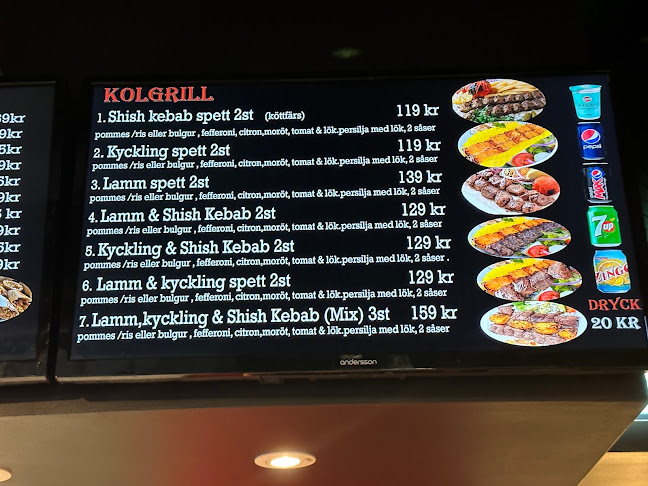 KOLGRILL
1. Shish kebab spett 2st (köttfärs) 119 kr
pommes /ris eller bulgur , fefferoni, citron,moröt, tomat & lök.persilja med lök, 2 såser
2. Kyckling spett 2st 119 kr
pommes /ris eller bulgur , fefferoni, citron,moröt, tomat & lök.persilja med lök, 2 såser
3. Lamm spett 2st 139 kr
pommes /ris eller bulgur , fefferoni, citron,moröt, tomat & lök.persilja med lök, 2 såser
4. Lamm & Shish Kebab 2st 129 kr
pommes /ris eller bulgur , fefferoni, citron,moröt, tomat & lök.persilja med lök, 2 såser
5. Kyckling & Shish Kebab 2st 129 kr
pommes /ris eller bulgur , fefferoni, citron,moröt, tomat & lök.persilja med lök, 2 såser .
6. Lamm & kyckling spett 2st 129 kr
pommes /ris eller bulgur , fefferoni, citron,moröt, tomat & lök.persilja med lök, 2 såser
7. Lamm,kyckling & Shish Kebab (Mix) 3st 159 kr
pommes /ris eller bulgur , fefferoni, citron,moröt, tomat & lök.persilja med lök, 2 såser
pepsi
7up
DRYCK
20 KR
andersson